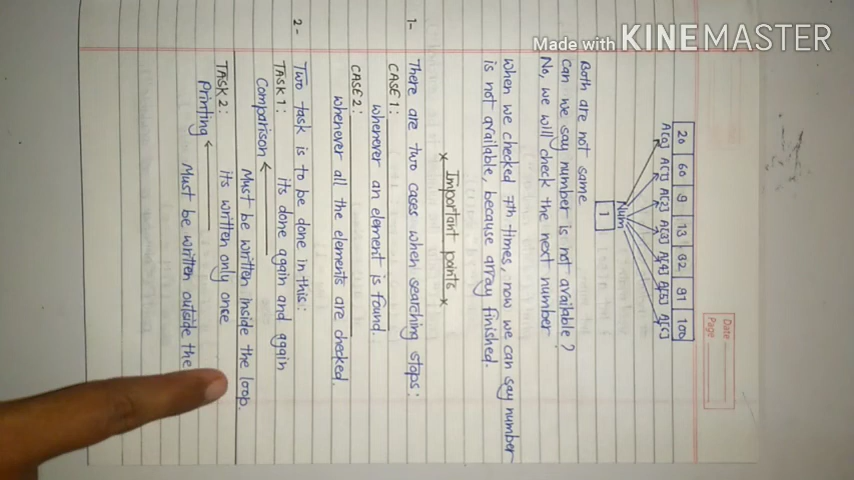 Made with KINEMASTER
Date
Page
20 60 9 13 92 91 100
A[0] A[1] A[2] A[3] A[4] A[5] A[6]
Num
1
Both are not same
can we say number is not available?
No, we will check the next number
when we checked 7th times, now we can say number
is not available, because array finished.
x Important points x
1- There are two cases when searching stops:
CASE 1:
whenever an element is found.
CASE 2:
whenever all the elements are checked.
2- Two task is to be done in this:
TASK 1: its done again and again
Comparison ←
Must be written inside the loop.
TASK 2: its written only once
Printing ←
Must be written outside the